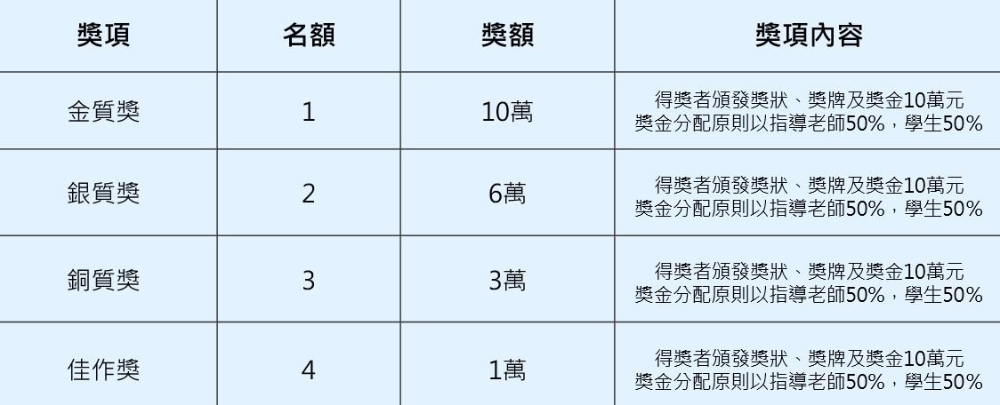 獎項 名額 獎額 獎項內容
金質獎 1 10萬 得獎者頒發獎狀、獎牌及獎金10萬元
獎金分配原則以指導老師50%，學生50%
銀質獎 2 6萬 得獎者頒發獎狀、獎牌及獎金10萬元
獎金分配原則以指導老師50%，學生50%
銅質獎 3 3萬 得獎者頒發獎狀、獎牌及獎金10萬元
獎金分配原則以指導老師50%，學生50%
佳作獎 4 1萬 得獎者頒發獎狀、獎牌及獎金10萬元
獎金分配原則以指導老師50%，學生50%